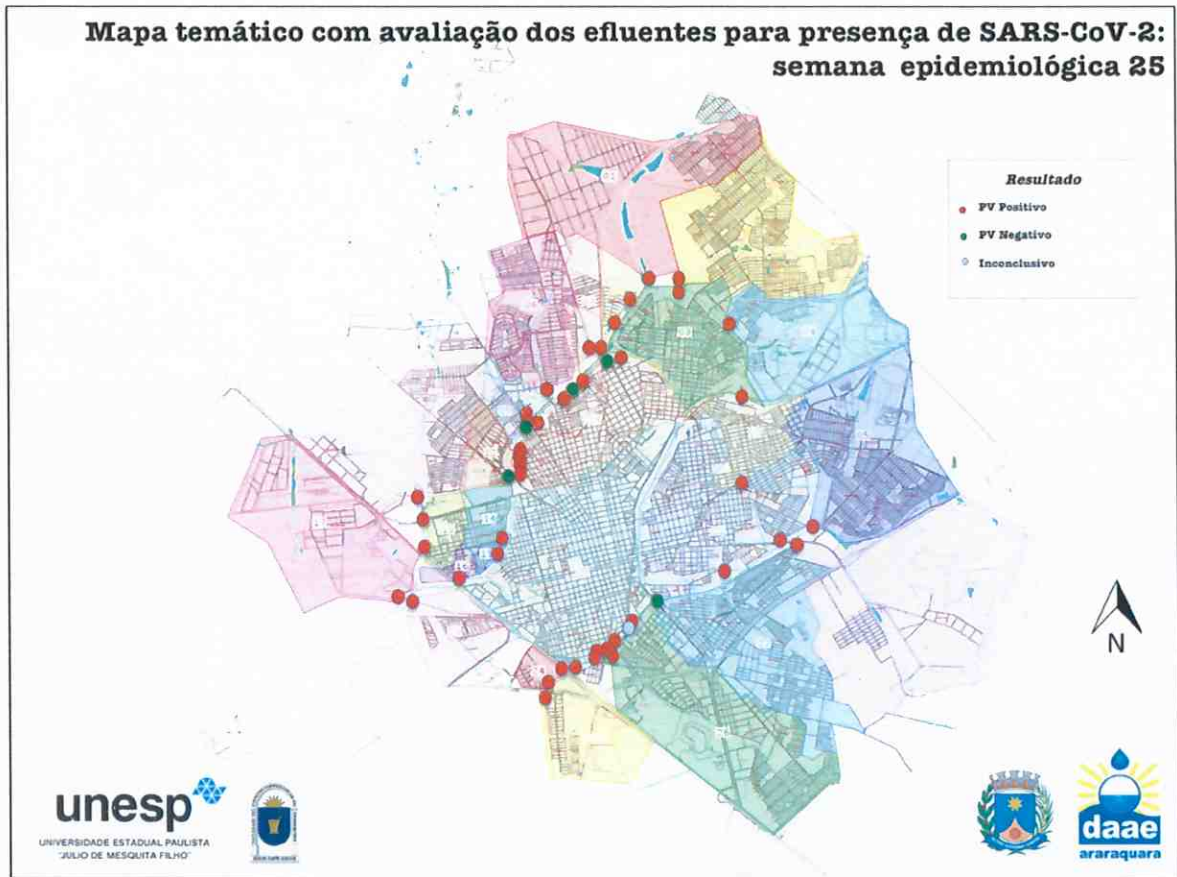 Mapa temático com avaliação dos efluentes para presença de SARS-CoV-2:
semana epidemiológica 25
Resultado
PV Positivo
PV Negativo
Inconclusivo
N
unesp
UNIVERSIDADE ESTADUAL PAULISTA
"JULIO DE MESQUITA FILHO"
daae
araraquara